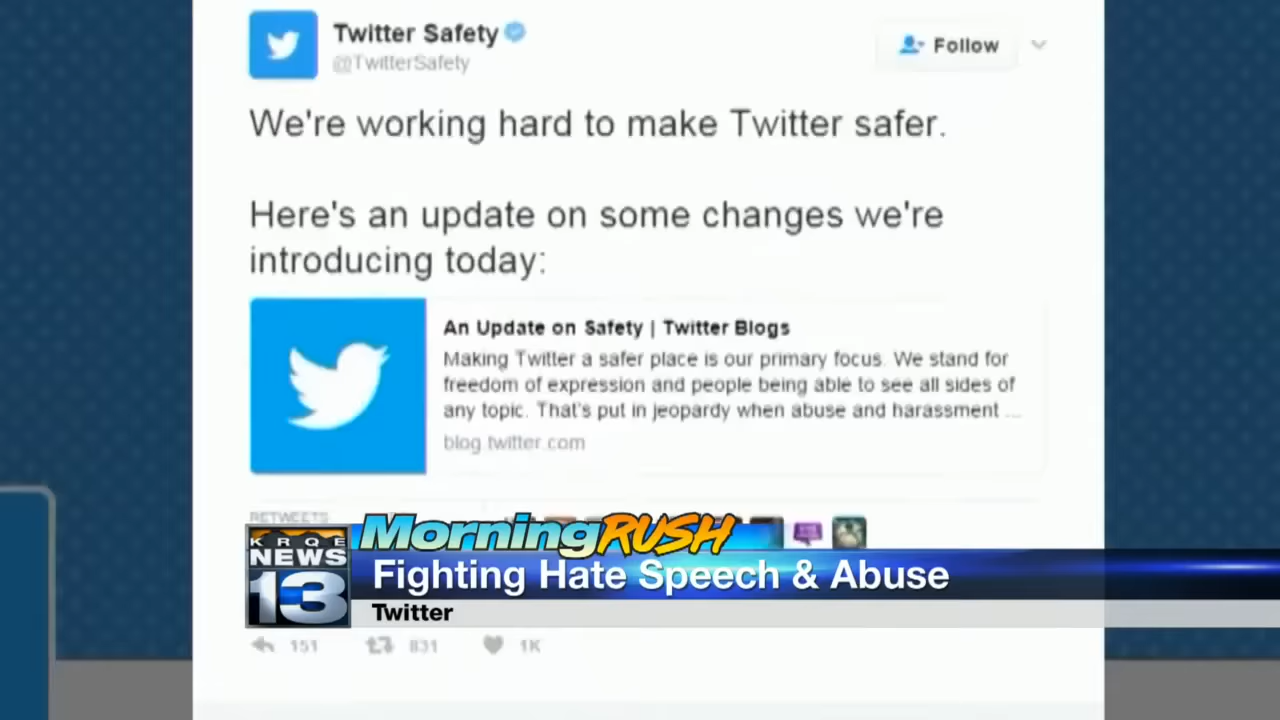 Twitter Safety
@TwitterSafety
Follow
We're working hard to make Twitter safer.
Here's an update on some changes we're
introducing today:
An Update on Safety | Twitter Blogs
Making Twitter a safer place is our primary focus. We stand for
freedom of expression and people being able to see all sides of
any topic. That's put in jeopardy when abuse and harassment ...
blog.twitter.com
RETWEETS
MorningRUSH
KRQE
NEWS
13
Fighting Hate Speech & Abuse
Twitter
151 831 1K